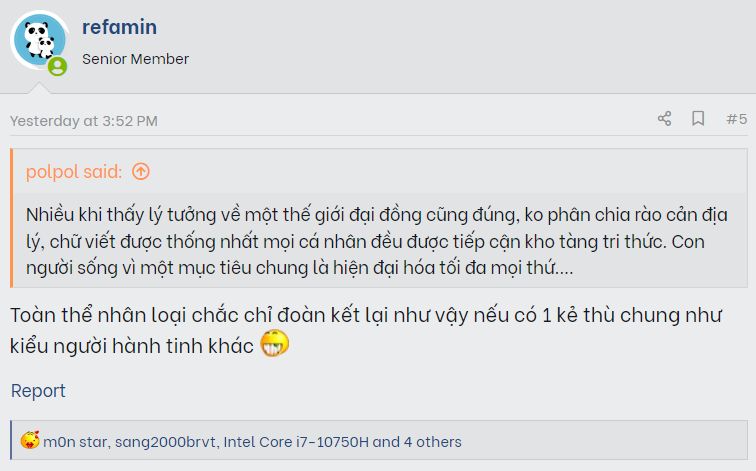 refamin
Senior Member
Yesterday at 3:52 PM
#5
polpol said:
Nhiều khi thấy lý tưởng về một thế giới đại đồng cũng đúng, ko phân chia rào cản địa
lý, chữ viết được thống nhất mọi cá nhân đều được tiếp cận kho tàng tri thức. Con
người sống vì một mục tiêu chung là hiện đại hóa tối đa mọi thứ....
Toàn thể nhân loại chắc chỉ đoàn kết lại như vậy nếu có 1 kẻ thù chung như
kiểu người hành tinh khác
Report
m0n star, sang2000brvt, Intel Core i7-10750H and 4 others